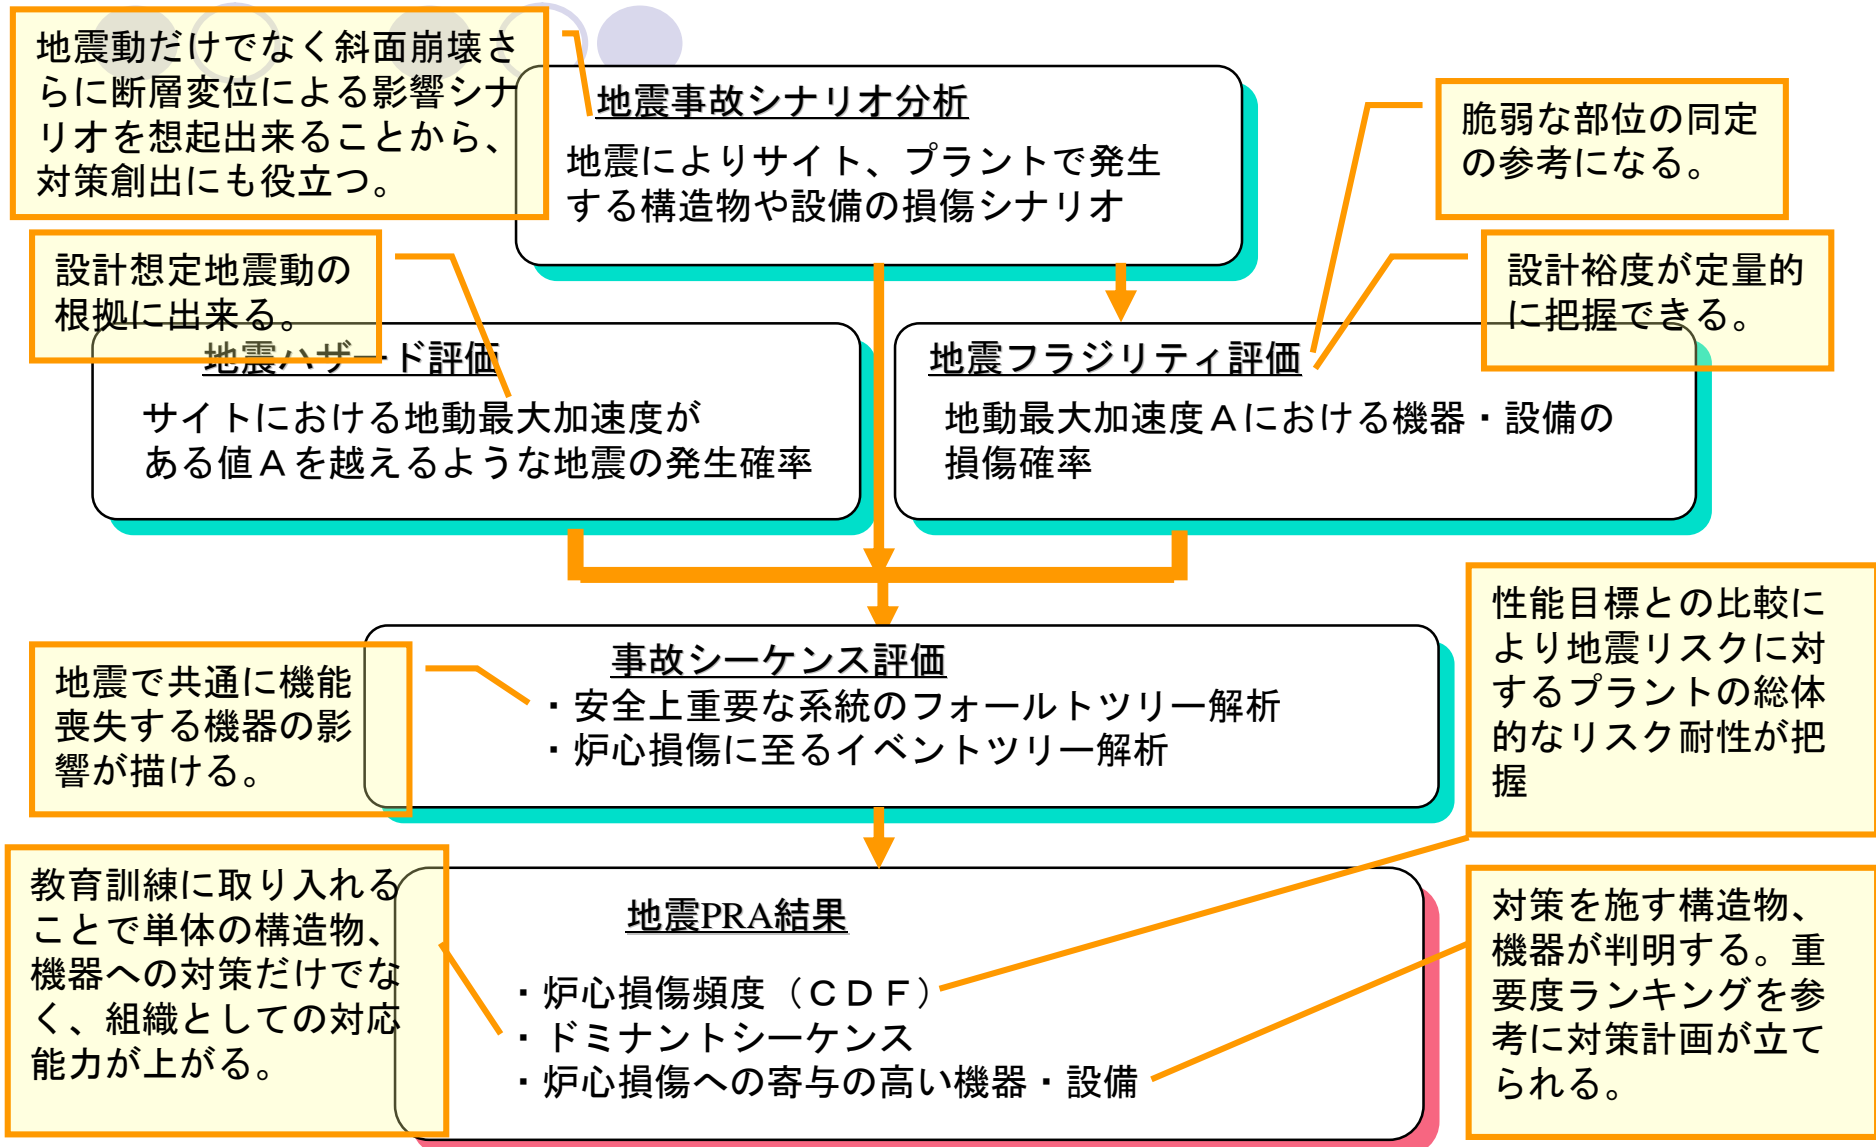 地震動だけでなく斜面崩壊さ
らに断層変位による影響シナ
リオを想起出来ることから、
対策創出にも役立つ。
地震事故シナリオ分析
地震によりサイト、プラントで発生
する構造物や設備の損傷シナリオ
脆弱な部位の同定
の参考になる。
設計想定地震動の
根拠に出来る。
設計裕度が定量的
に把握できる。
地震ハザード評価
サイトにおける地動最大加速度が
ある値Ａを越えるような地震の発生確率
地震フラジリティ評価
地動最大加速度Ａにおける機器・設備の
損傷確率
地震で共通に機能
喪失する機器の影
響が描ける。
事故シーケンス評価
・安全上重要な系統のフォールトツリー解析
・炉心損傷に至るイベントツリー解析
性能目標との比較に
より地震リスクに対
するプラントの総体
的なリスク耐性が把
握
教育訓練に取り入れる
ことで単体の構造物、
機器への対策だけでな
く、組織としての対応
能力が上がる。
地震PRA結果
・炉心損傷頻度（ＣＤＦ）
・ドミナントシーケンス
・炉心損傷への寄与の高い機器・設備
対策を施す構造物、
機器が判明する。重
要度ランキングを参
考に対策計画が立て
られる。